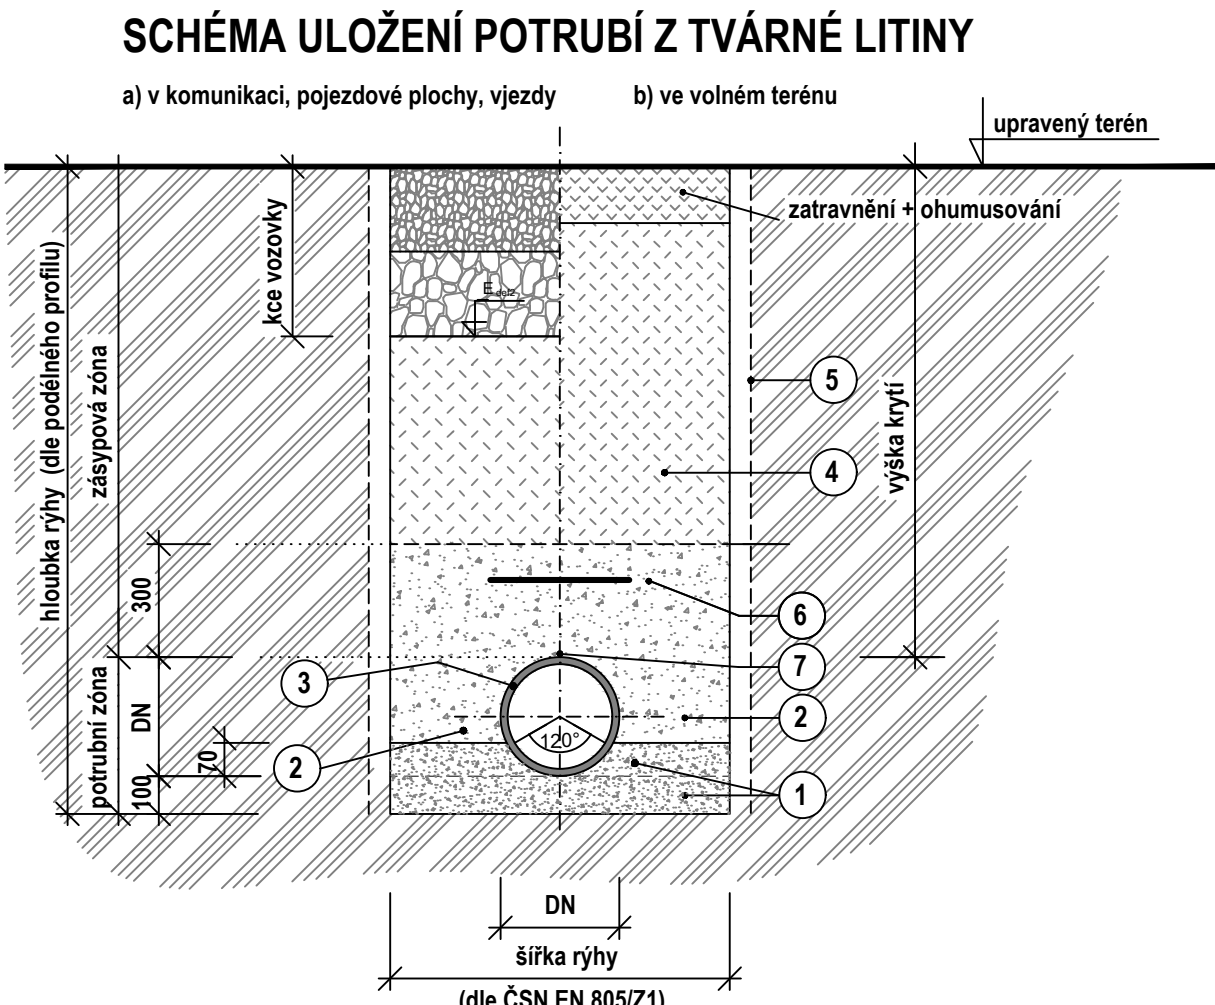 SCHÉMA ULOŽENÍ POTRUBÍ Z TVÁRNÉ LITINY
a) v komunikaci, pojezdové plochy, vjezdy
b) ve volném terénu
upravený terén
zatravnění + ohumusování
kce vozovky
E def2
hloubka rýhy (dle podélného profilu)
zásypová zóna
výška krytí
5
4
300
6
7
3
potrubní zóna
DN
2
120°
2
70
100
1
DN
šířka rýhy
(dle ČSN EN 805/Z1)